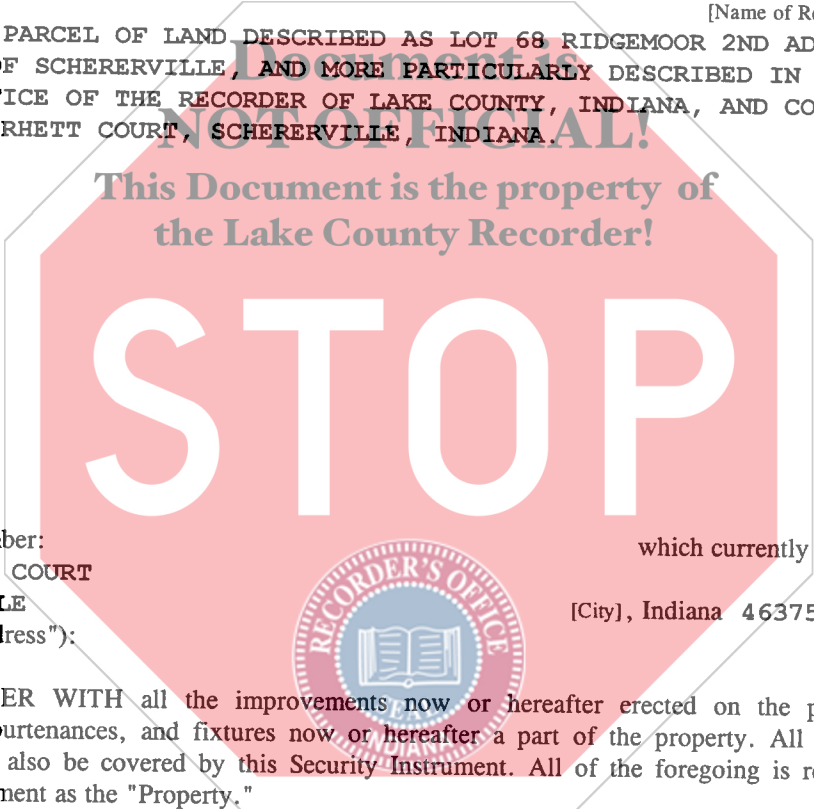 [Name of Re
PARCEL OF LAND DESCRIBED AS LOT 68 RIDGEMOOR 2ND AD
OF SCHERERVILLE, AND MORE PARTICULARLY DESCRIBED IN
ICE OF THE RECORDER OF LAKE COUNTY, INDIANA, AND CO
RHETT COURT, SCHERERVILLE, INDIANA.
Document is
NOT OFFICIAL!
This Document is the property of
the Lake County Recorder!
STOP
ber:
which currently
COURT
LE
[City], Indiana 46375
dress"):
RECORDER'S OFFICE
SEAL
INDIANA
ER WITH all the improvements now or hereafter erected on the p
urtenances, and fixtures now or hereafter a part of the property. All
also be covered by this Security Instrument. All of the foregoing is re
ment as the "Property."